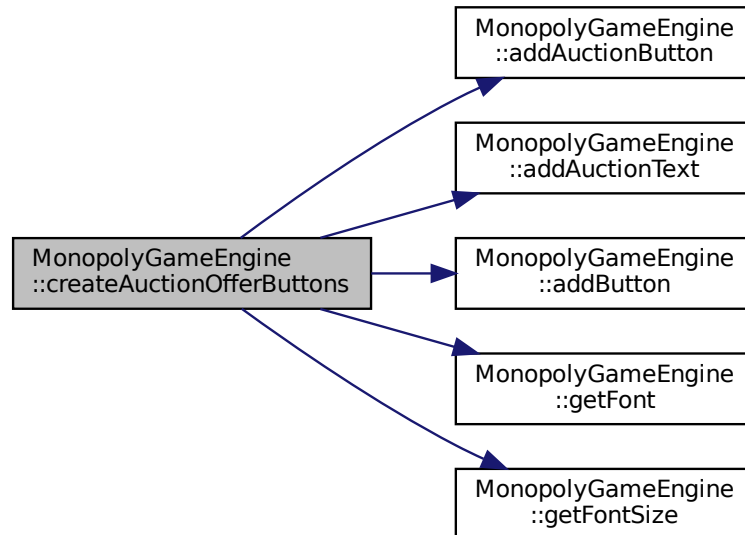 MonopolyGameEngine
::addAuctionButton
MonopolyGameEngine
::addAuctionText
MonopolyGameEngine
::createAuctionOfferButtons
MonopolyGameEngine
::addButton
MonopolyGameEngine
::getFont
MonopolyGameEngine
::getFontSize